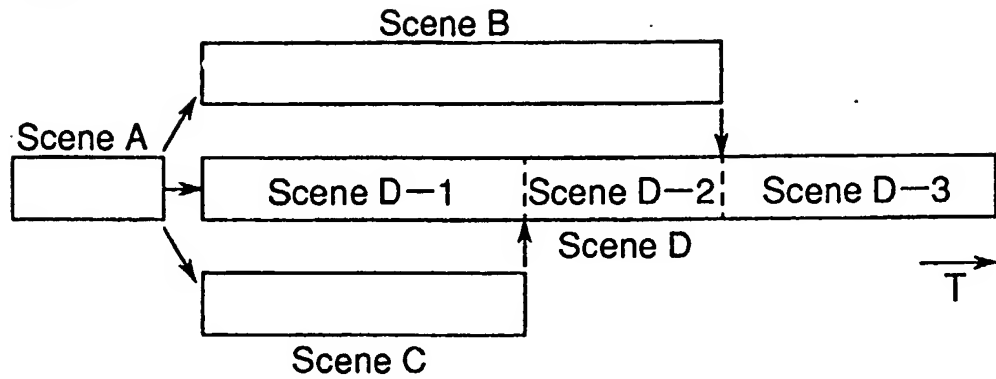 Scene B
Scene A
Scene D—1
Scene D—2
Scene D—3
Scene D
T
Scene C